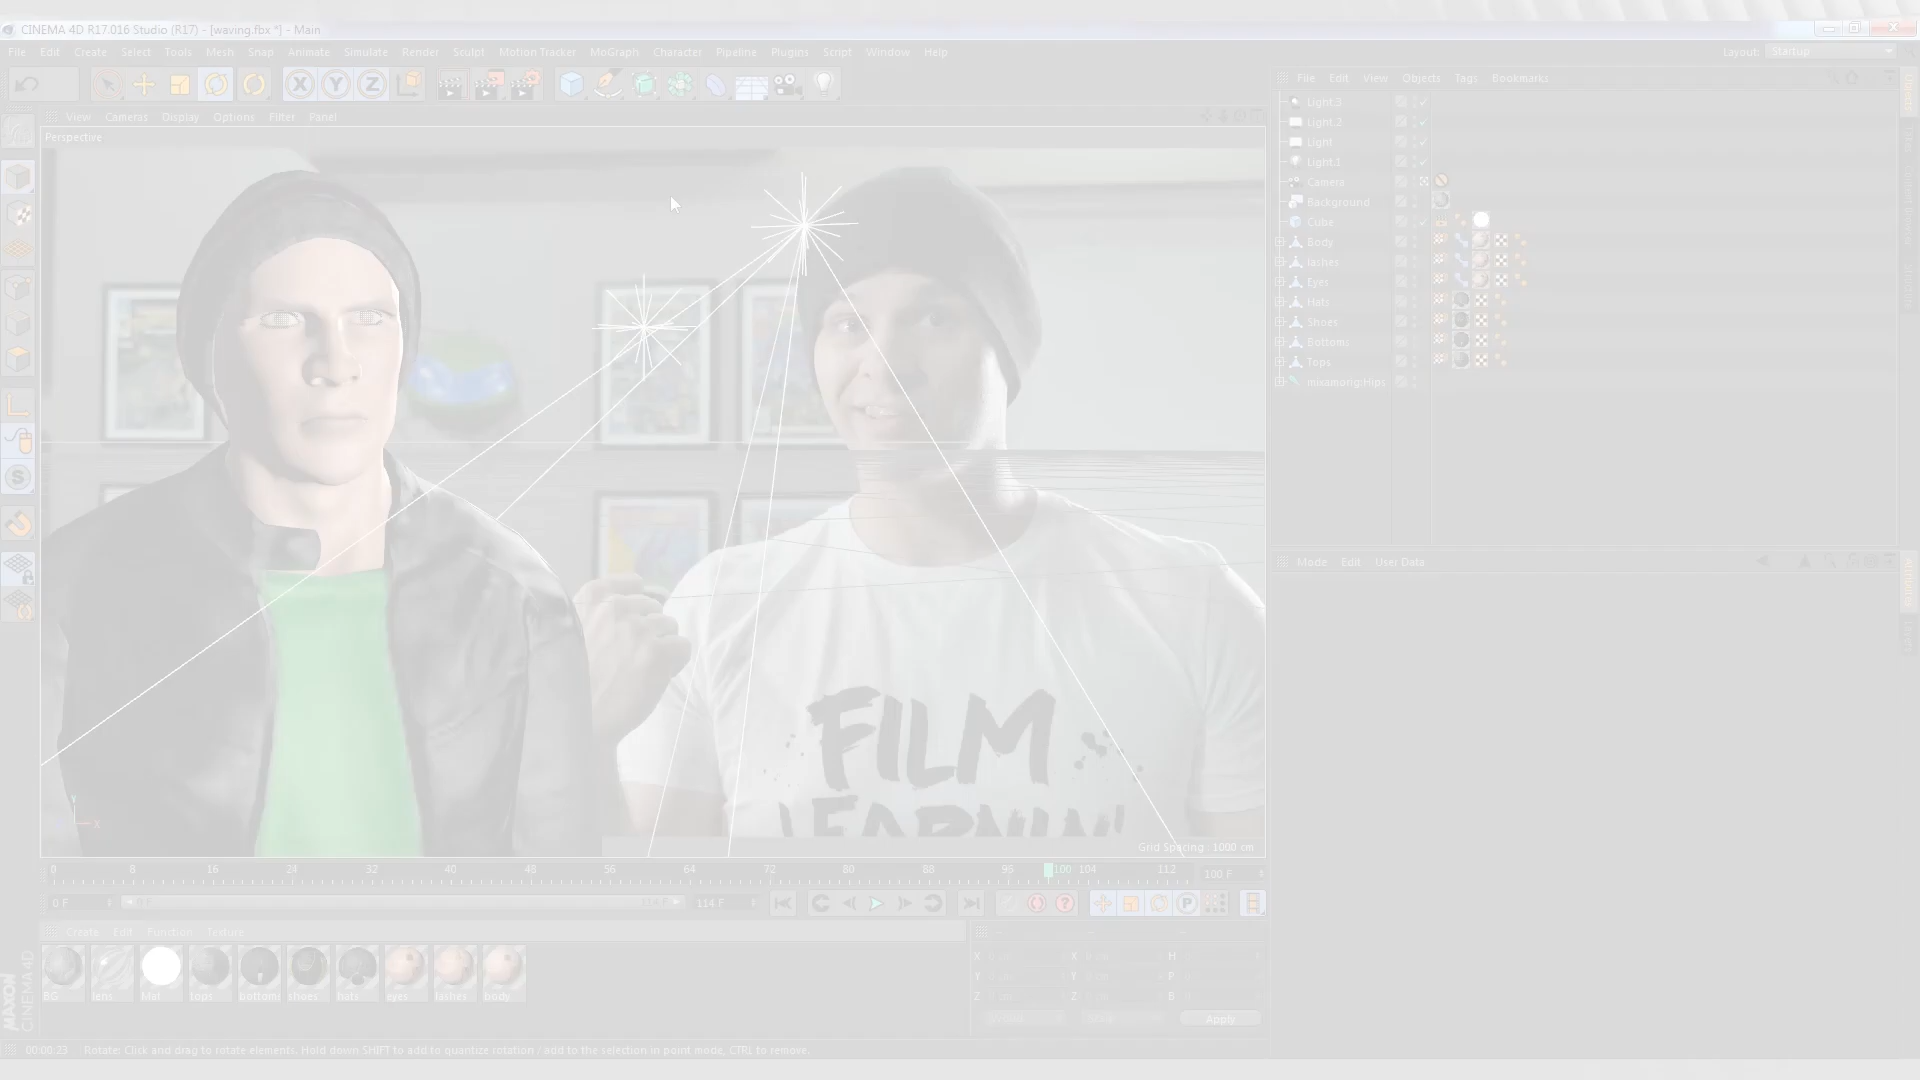 CINEMA 4D R17.016 Studio (R17) - [waving.fbx *] - Main
File Edit Create Select Tools Mesh Snap Animate Simulate Render Sculpt Motion Tracker MoGraph Character Pipeline Plugins Script Window Help
Layout: Startup
File Edit View Objects Tags Bookmarks
View Cameras Display Options Filter Panel
Perspective
Light.3
Light.2
Light
Light.1
Camera
Background
Cube
Body
lashes
Eyes
Hats
Shoes
Bottoms
Tops
mixamorig:Hips
Mode Edit User Data
FILM
LEARNIN'
Y
X
Grid Spacing : 1000 cm
0 8 16 24 32 40 48 56 64 72 80 88 96 100 104 112
100 F
0 F
0 F
114 F
114 F
Create Edit Function Texture
BG lens Mat tops bottoms shoes hats eyes lashes body
X X H
Y Y P
Z Z B
Apply
MAXON
CINEMA 4D
00:00:23 Rotate: Click and drag to rotate elements. Hold down SHIFT to add to quantize rotation / add to the selection in point mode, CTRL to remove.